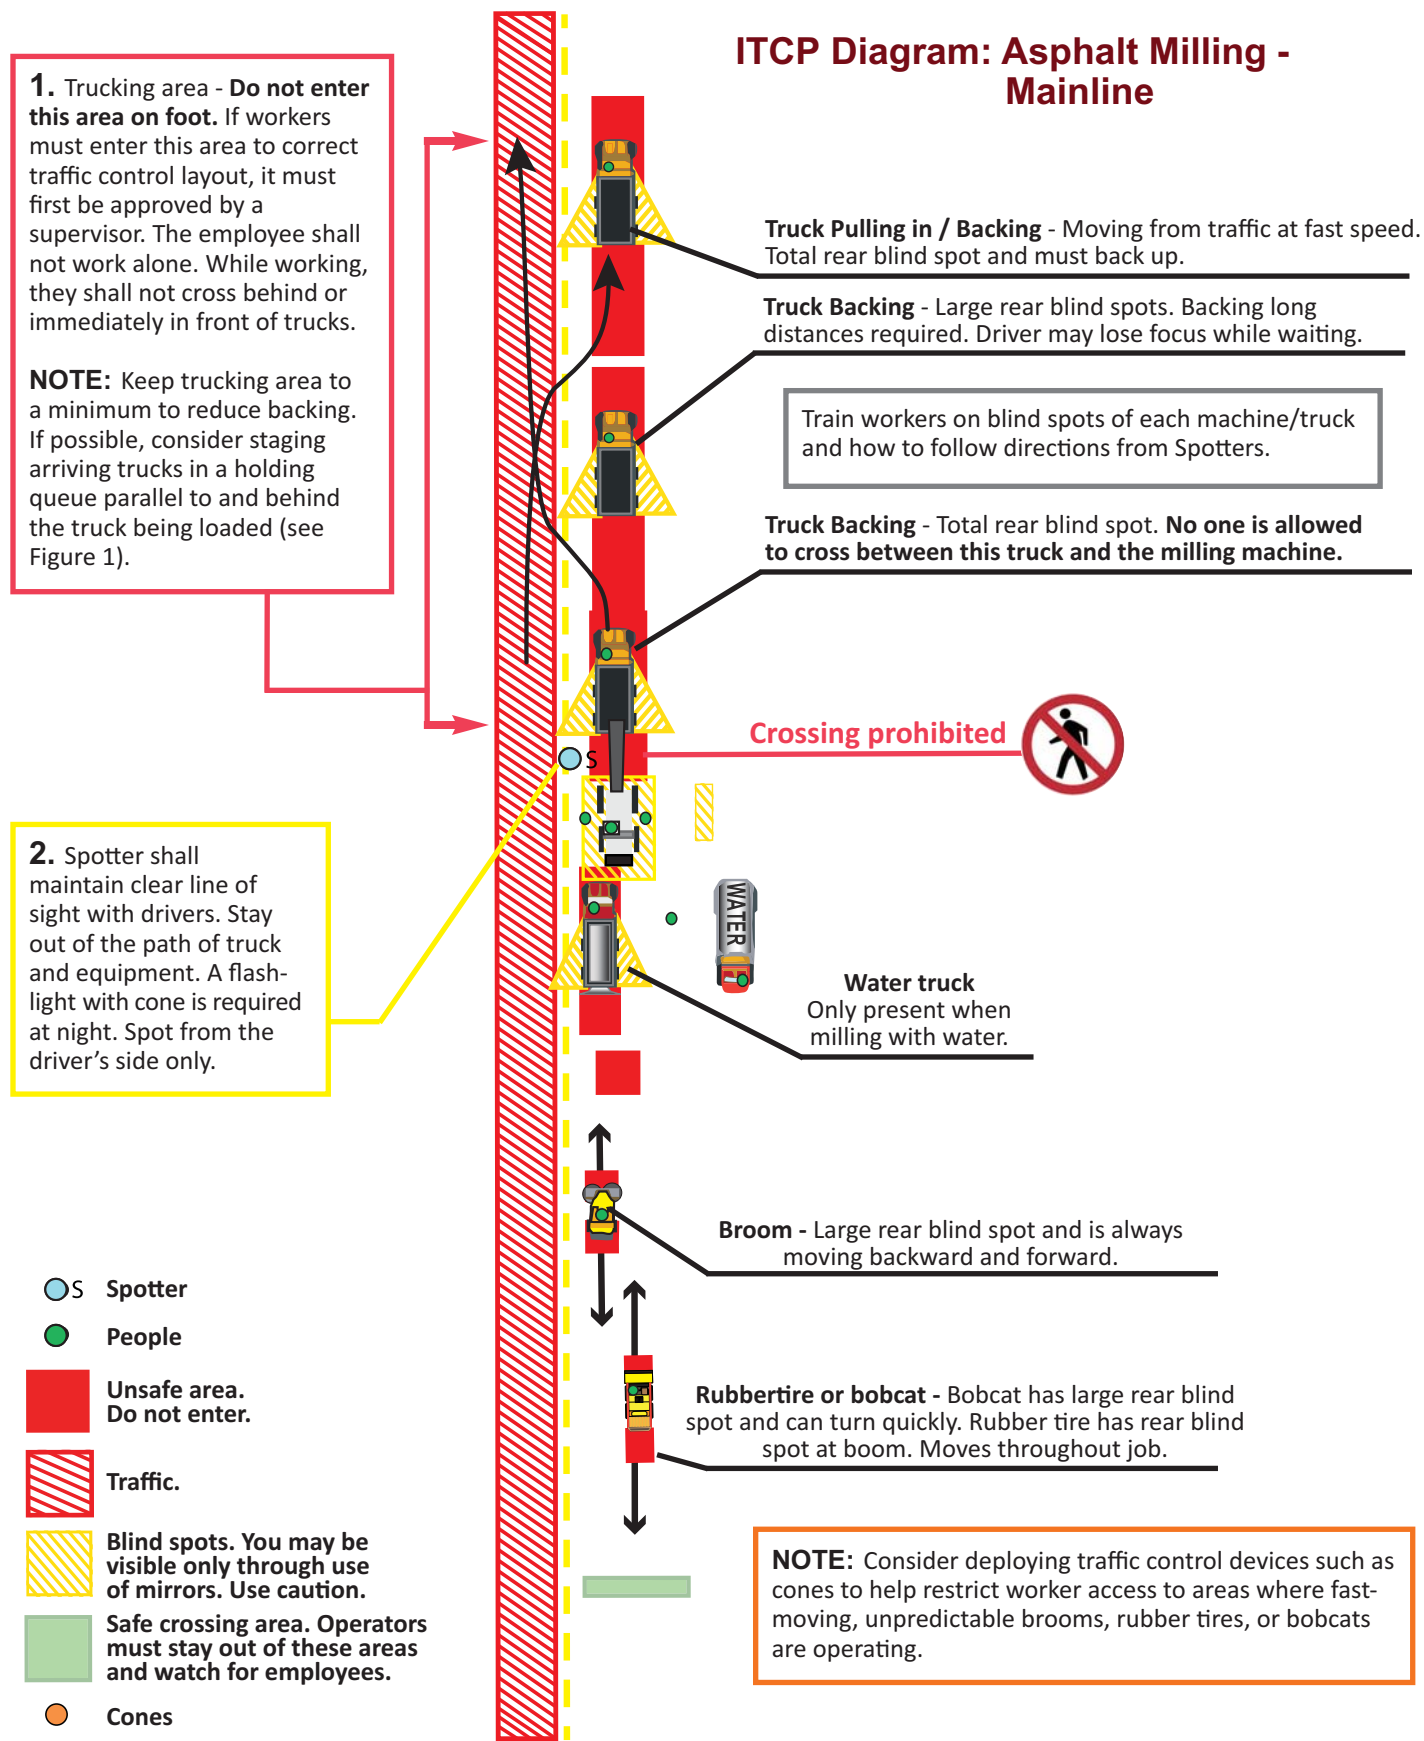 ITCP Diagram: Asphalt Milling -
Mainline
1. Trucking area - Do not enter
this area on foot. If workers
must enter this area to correct
traffic control layout, it must
first be approved by a
supervisor. The employee shall
not work alone. While working,
they shall not cross behind or
immediately in front of trucks.
NOTE: Keep trucking area to
a minimum to reduce backing.
If possible, consider staging
arriving trucks in a holding
queue parallel to and behind
the truck being loaded (see
Figure 1).
Truck Pulling in / Backing - Moving from traffic at fast speed.
Total rear blind spot and must back up.
Truck Backing - Large rear blind spots. Backing long
distances required. Driver may lose focus while waiting.
Train workers on blind spots of each machine/truck
and how to follow directions from Spotters.
Truck Backing - Total rear blind spot. No one is allowed
to cross between this truck and the milling machine.
Crossing prohibited
S
2. Spotter shall
maintain clear line of
sight with drivers. Stay
out of the path of truck
and equipment. A flash-
light with cone is required
at night. Spot from the
driver's side only.
WATER
Water truck
Only present when
milling with water.
Broom - Large rear blind spot and is always
moving backward and forward.
Rubbertire or bobcat - Bobcat has large rear blind
spot and can turn quickly. Rubber tire has rear blind
spot at boom. Moves throughout job.
NOTE: Consider deploying traffic control devices such as
cones to help restrict worker access to areas where fast-
moving, unpredictable brooms, rubber tires, or bobcats
are operating.
S Spotter
People
Unsafe area.
Do not enter.
Traffic.
Blind spots. You may be
visible only through use
of mirrors. Use caution.
Safe crossing area. Operators
must stay out of these areas
and watch for employees.
Cones